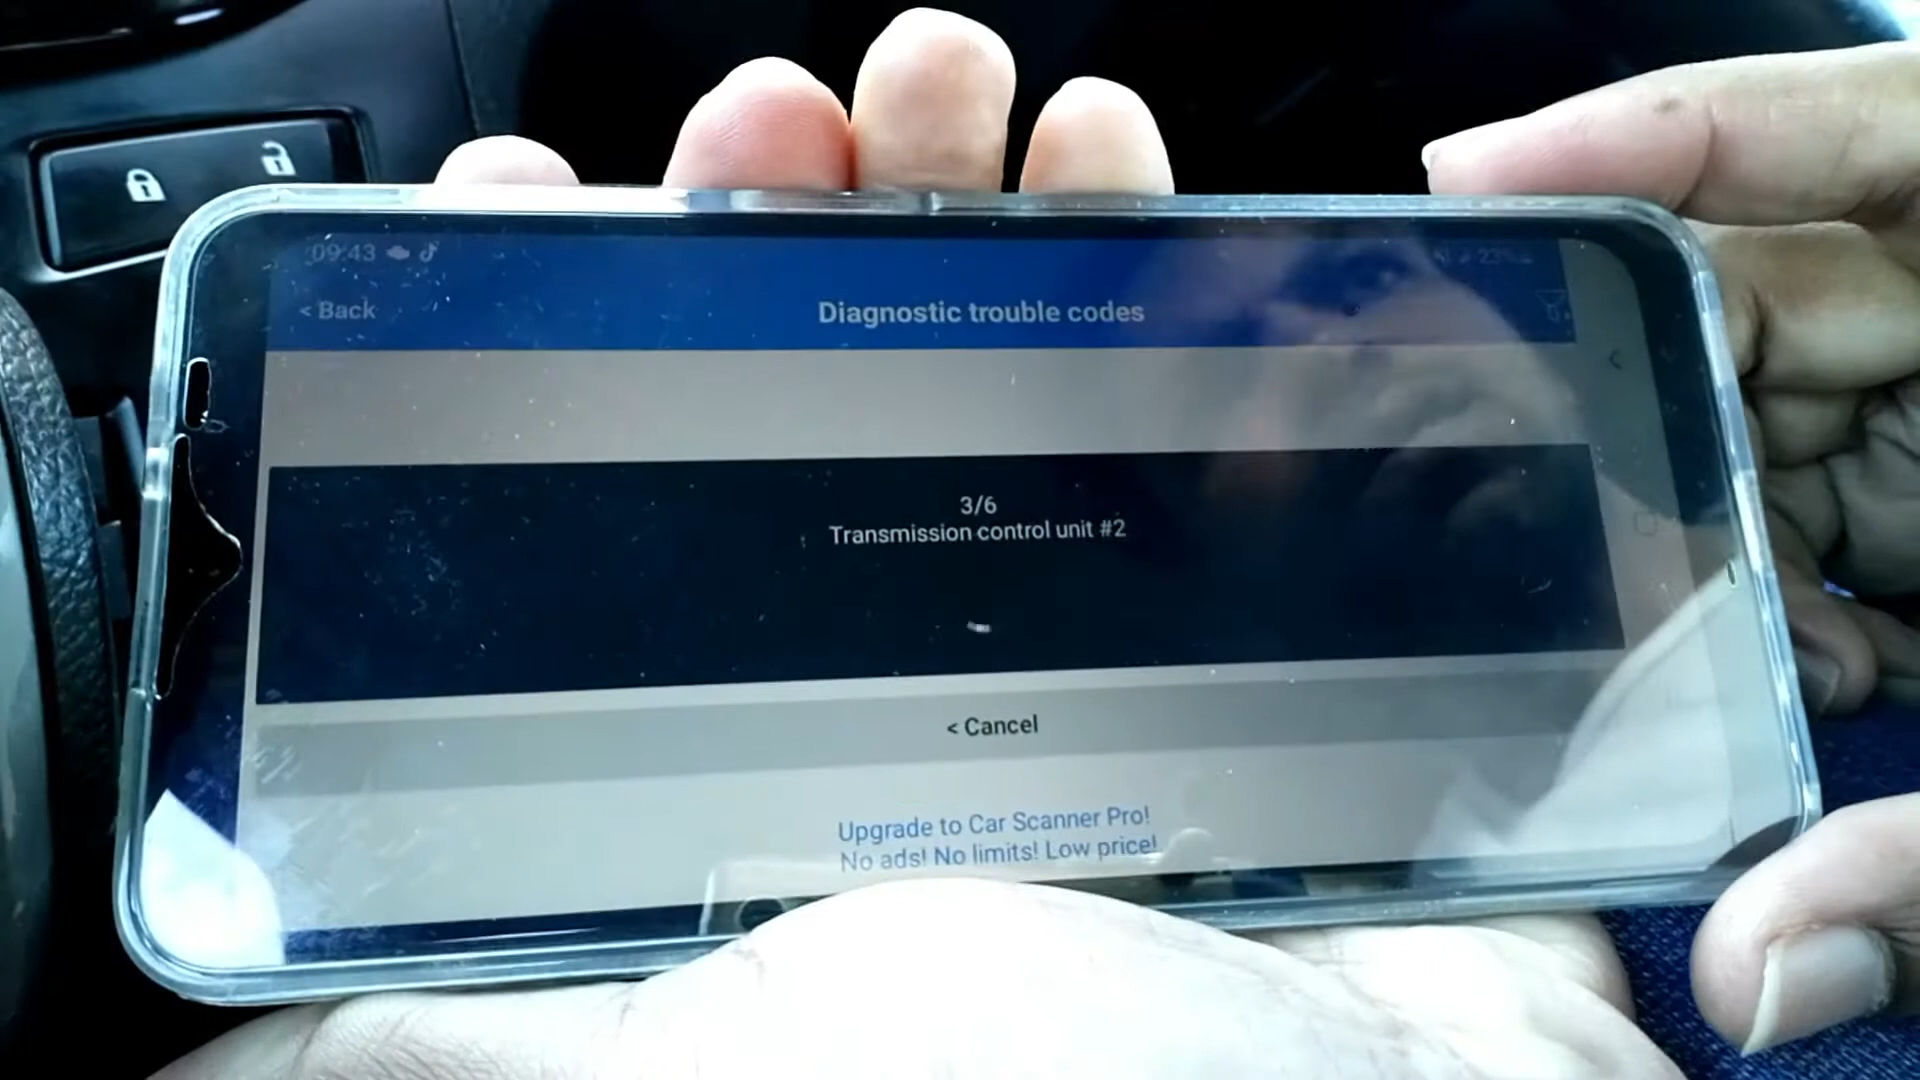 09:43
23%
< Back
Diagnostic trouble codes
3/6
Transmission control unit #2
< Cancel
Upgrade to Car Scanner Pro!
No ads! No limits! Low price!